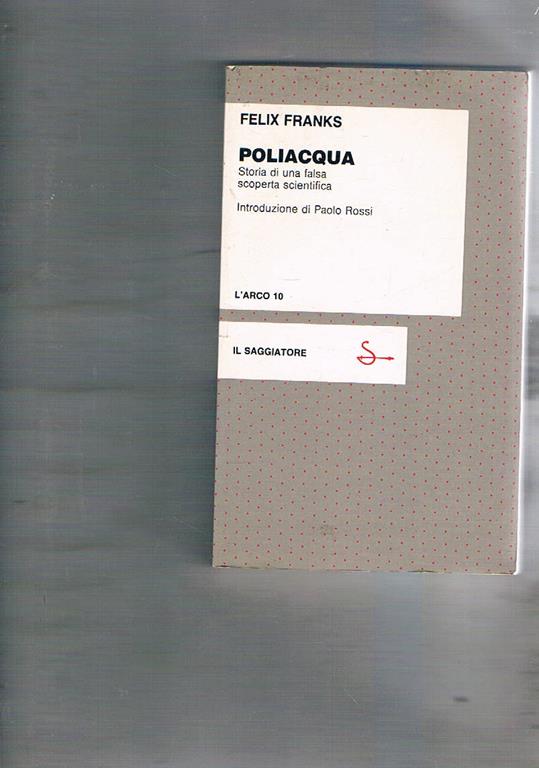 FELIX FRANKS
POLIACQUA
Storia di una falsa
scoperta scientifica
Introduzione di Paolo Rossi
L'ARCO 10
IL SAGGIATORE